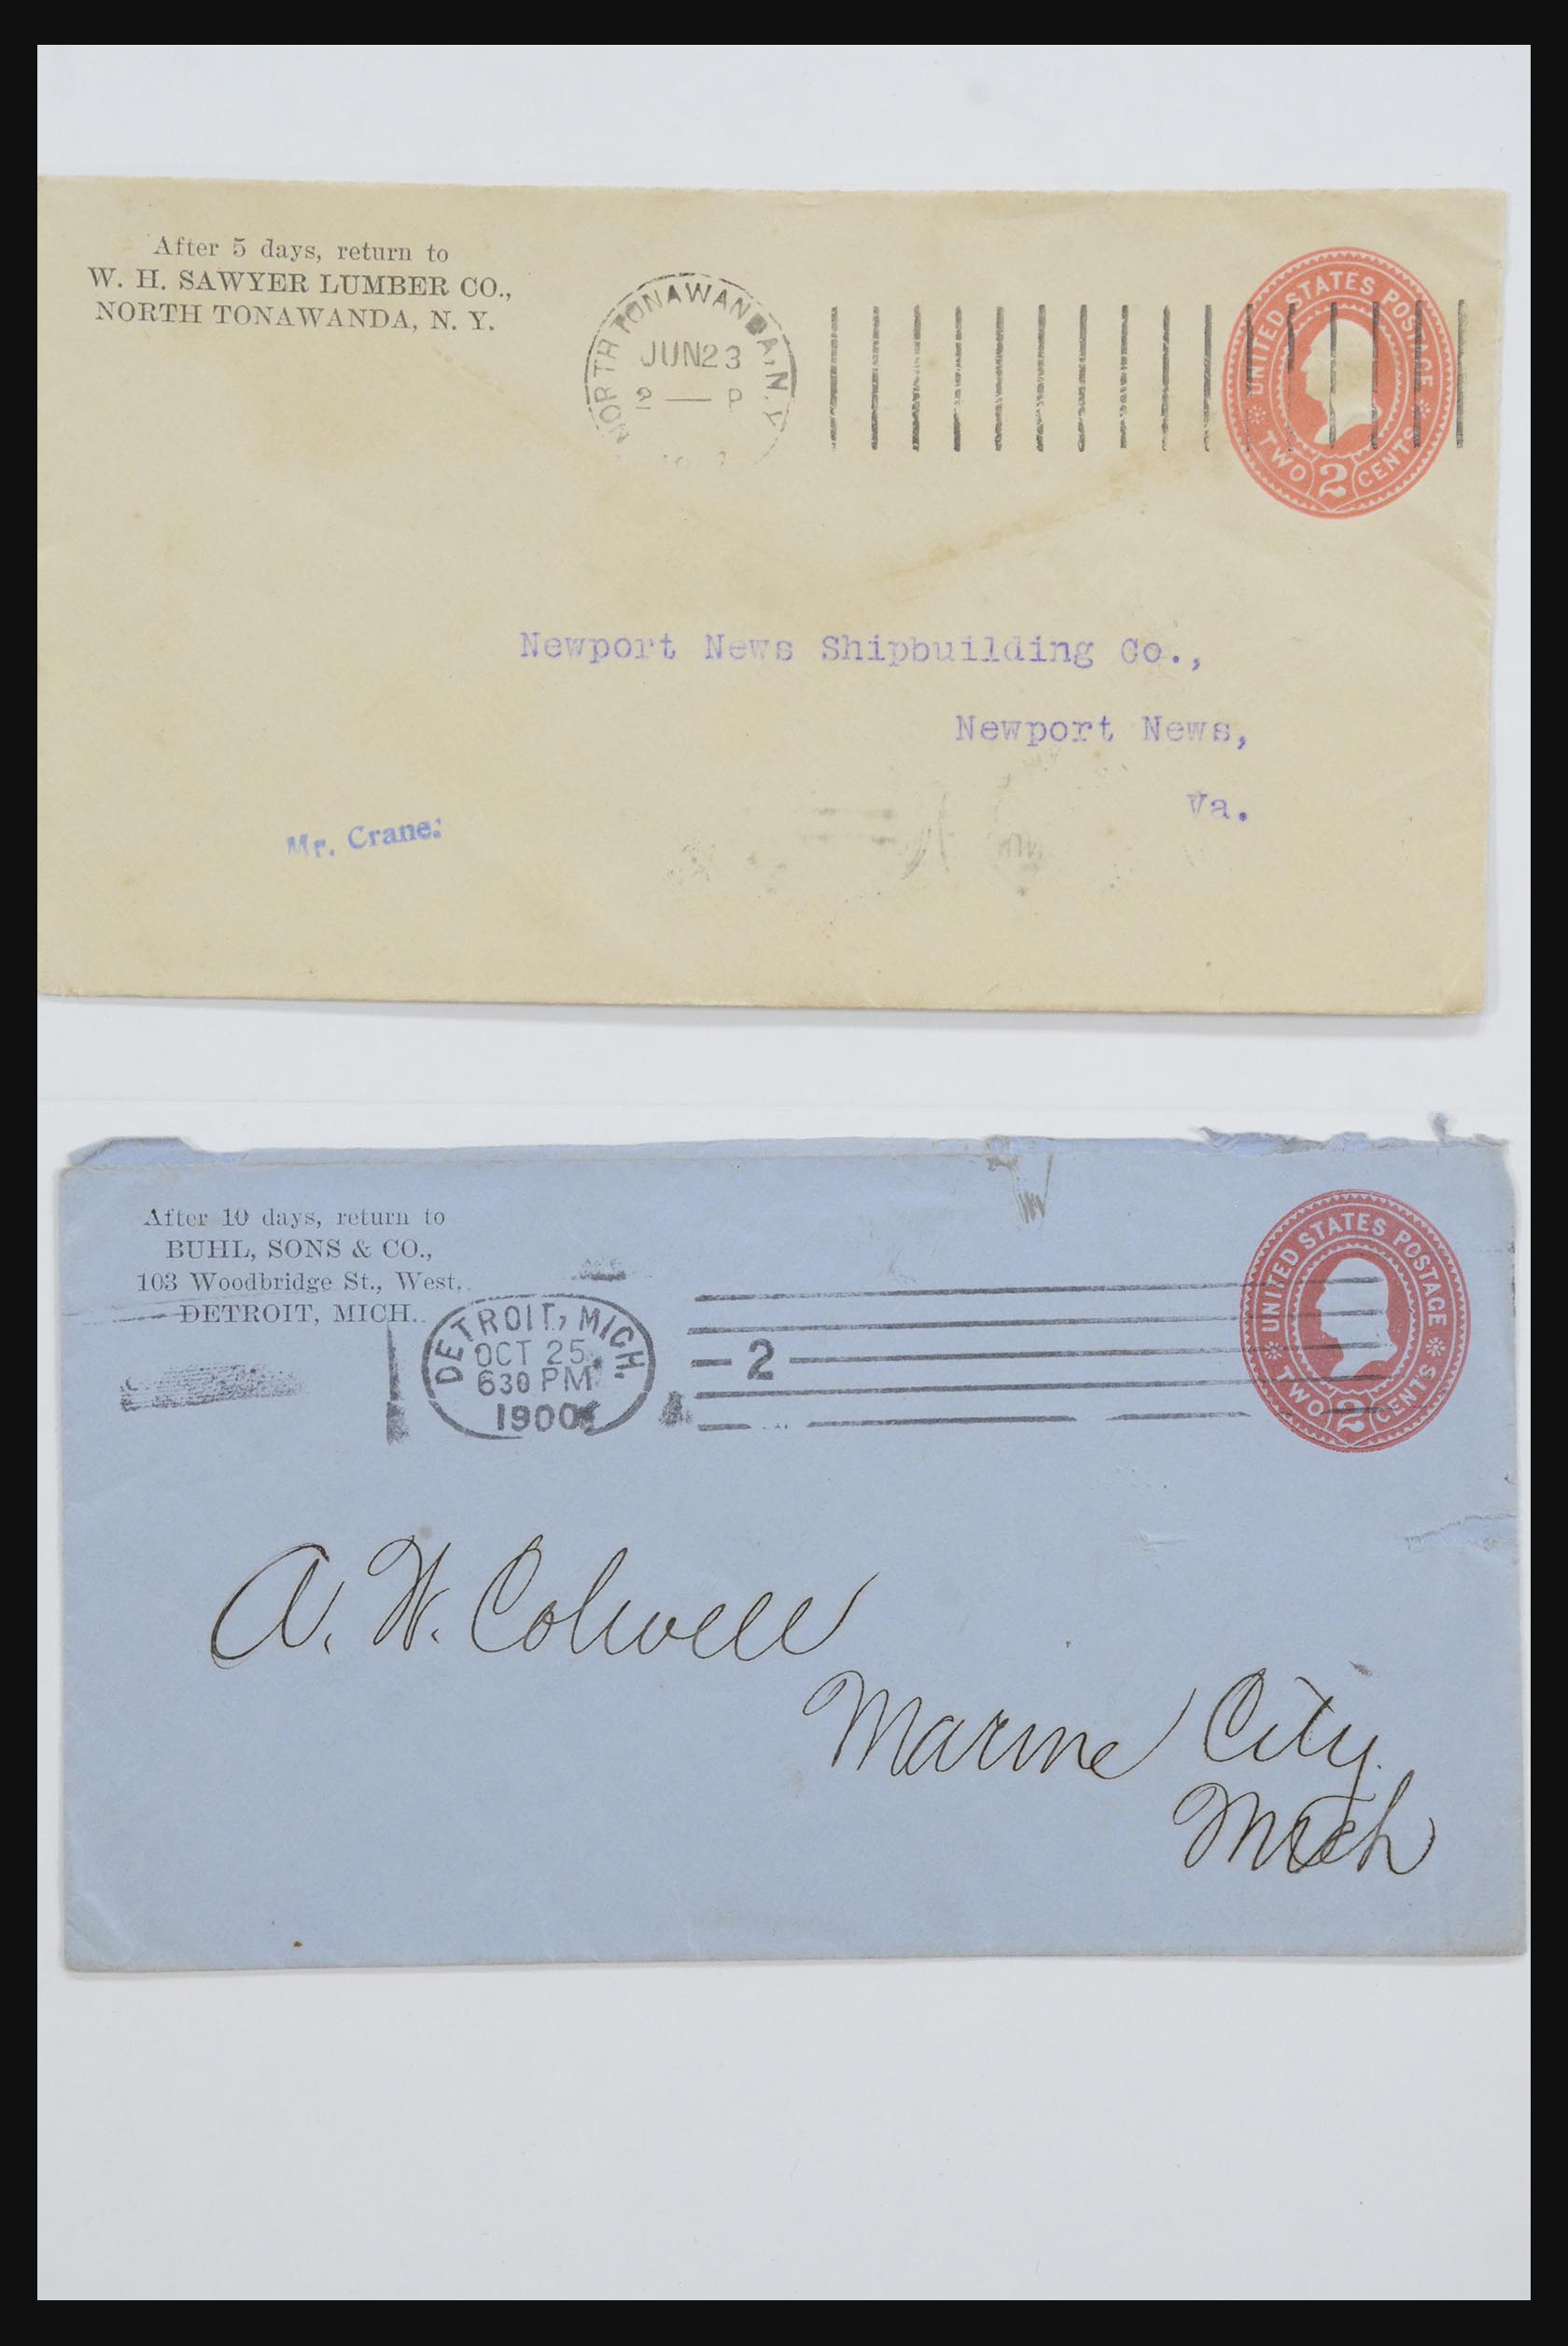 After 5 days, return to
W. H. SAWYER LUMBER CO.,
NORTH TONAWANDA, N. Y.
NORTH TONAWANDA, N.Y.
JUN 23
2 — P
UNITED STATES POSTAGE
TWO 2 CENTS
Newport News Shipbuilding Co.,
Newport News,
Va.
Mr. Crane:
After 10 days, return to
BUHL, SONS & CO.,
103 Woodbridge St., West,
DETROIT, MICH.
DETROIT, MICH.
OCT 25
630 PM
1900
2
UNITED STATES POSTAGE
TWO 2 CENTS
A. W. Colwell
Marine City
Mich